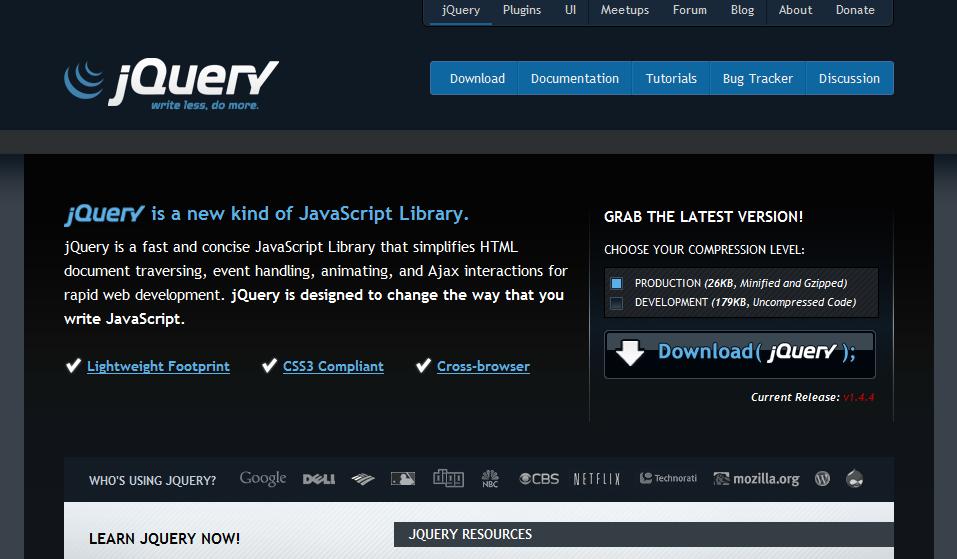 jQuery Plugins UI Meetups Forum Blog About Donate
jQuery
write less, do more.
Download Documentation Tutorials Bug Tracker Discussion
jQuery is a new kind of JavaScript Library.
jQuery is a fast and concise JavaScript Library that simplifies HTML
document traversing, event handling, animating, and Ajax interactions for
rapid web development. jQuery is designed to change the way that you
write JavaScript.
Lightweight Footprint CSS3 Compliant Cross-browser
GRAB THE LATEST VERSION!
CHOOSE YOUR COMPRESSION LEVEL:
PRODUCTION (26KB, Minified and Gzipped)
DEVELOPMENT (179KB, Uncompressed Code)
Download( jQuery );
Current Release: v1.4.4
WHO'S USING JQUERY? Google DELL NBC CBS NETFLIX Technorati mozilla.org
LEARN JQUERY NOW!
JQUERY RESOURCES